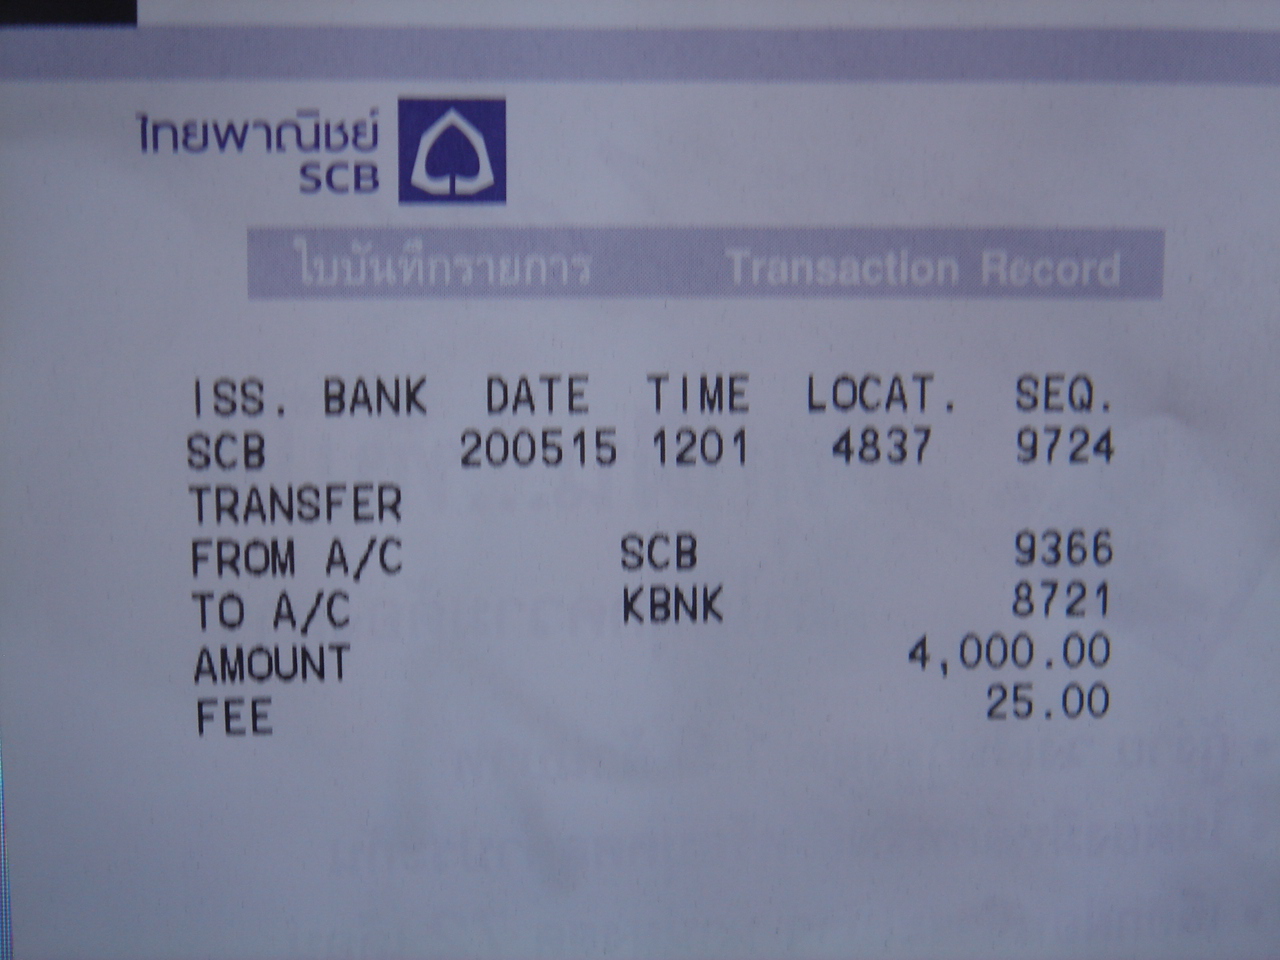 ไทยพาณิชย์
SCB
ใบบันทึกรายการ Transaction Record
ISS. BANK DATE TIME LOCAT. SEQ.
SCB 200515 1201 4837 9724
TRANSFER
FROM A/C SCB 9366
TO A/C KBNK 8721
AMOUNT 4,000.00
FEE 25.00